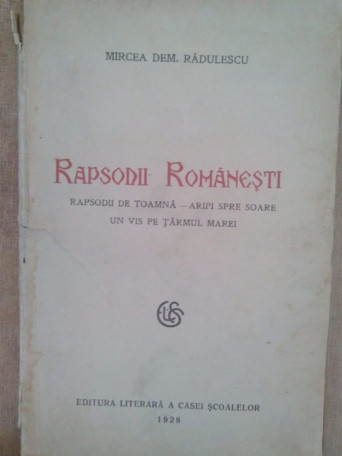 MIRCEA DEM. RĂDULESCU
RAPSODII ROMÂNEŞTI
RAPSODII DE TOAMNĂ — ARIPI SPRE SOARE
UN VIS PE ŢĂRMUL MAREI
EDITURA LITERARĂ A CASEI ŞCOALELOR
1928